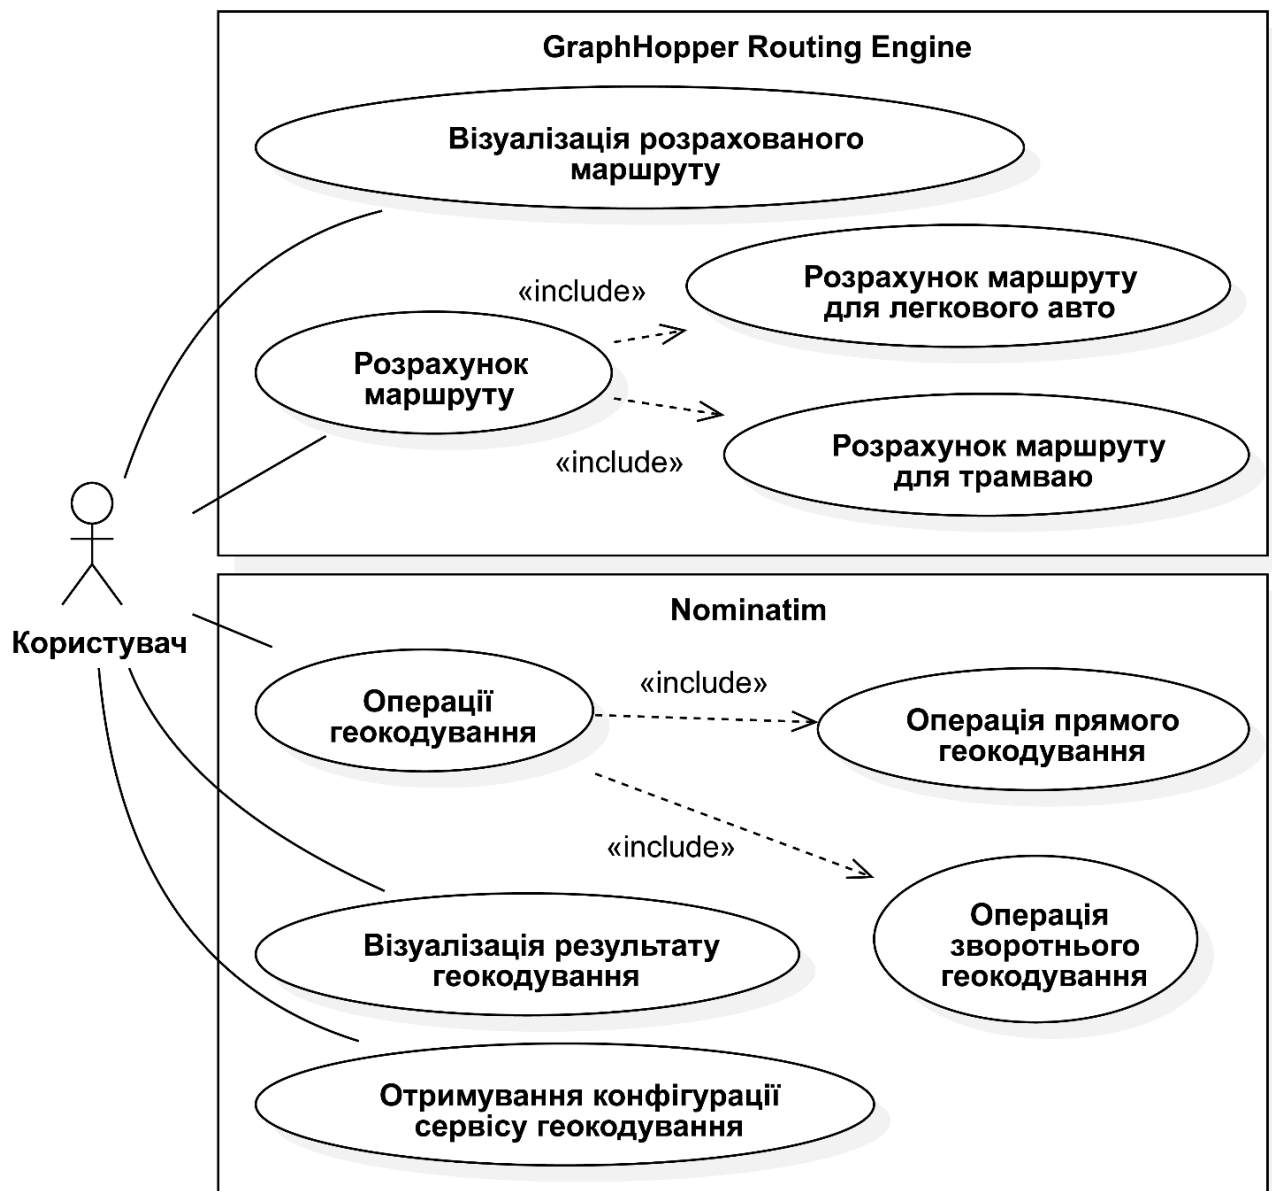 GraphHopper Routing Engine
Візуалізація розрахованого
маршруту
«include»
Розрахунок маршруту
для легкового авто
Розрахунок
маршруту
«include»
Розрахунок маршруту
для трамваю
Користувач
Nominatim
Операції
геокодування
«include»
Операція прямого
геокодування
«include»
Операція
зворотнього
геокодування
Візуалізація результату
геокодування
Отримування конфігурації
сервісу геокодування